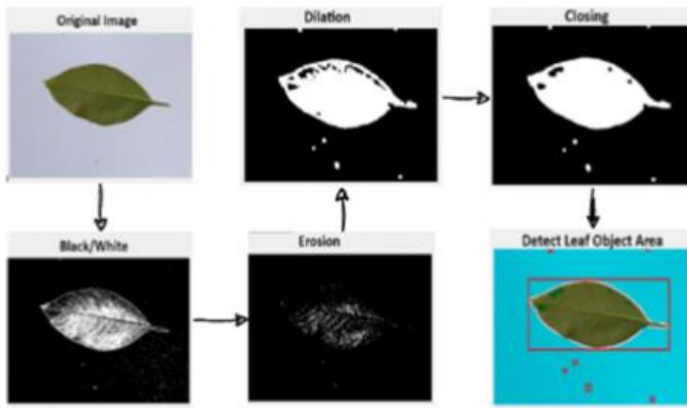 Original Image
Dilation
Closing
Black/White
Erosion
Detect Leaf Object Area